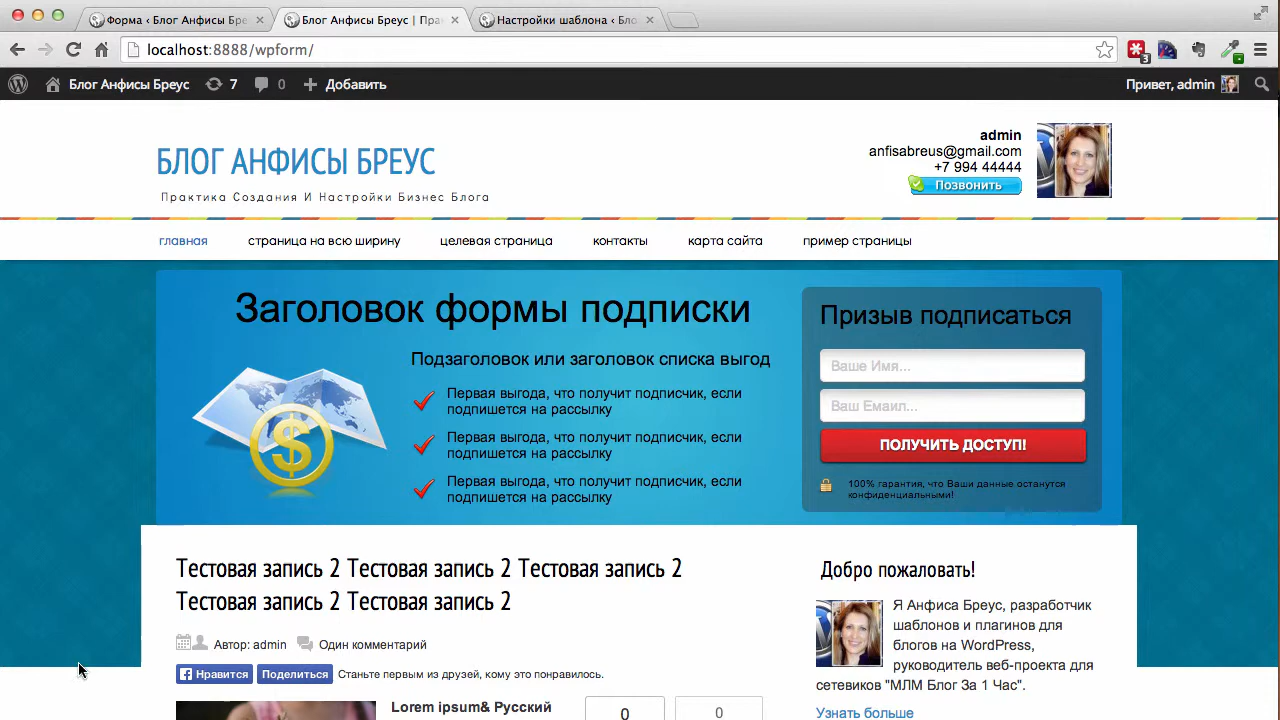 Форма ‹ Блог Анфисы Бре
Блог Анфисы Бреус | Пра
Настройки шаблона ‹ Бло
localhost:8888/wpform/
3
Блог Анфисы Бреус
7
0
Добавить
Привет, admin
БЛОГ АНФИСЫ БРЕУС
Практика Создания И Настройки Бизнес Блога
admin
anfisabreus@gmail.com
+7 994 44444
Позвонить
главная
страница на всю ширину
целевая страница
контакты
карта сайта
пример страницы
Заголовок формы подписки
Подзаголовок или заголовок списка выгод
Первая выгода, что получит подписчик, если
подпишется на рассылку
Первая выгода, что получит подписчик, если
подпишется на рассылку
Первая выгода, что получит подписчик, если
подпишется на рассылку
Призыв подписаться
Ваше Имя...
Ваш Емаил...
ПОЛУЧИТЬ ДОСТУП!
100% гарантия, что Ваши данные останутся
конфиденциальными!
Тестовая запись 2 Тестовая запись 2 Тестовая запись 2
Тестовая запись 2 Тестовая запись 2
Автор: admin
Один комментарий
Нравится
Поделиться
Станьте первым из друзей, кому это понравилось.
Lorem ipsum& Русский
0
0
Добро пожаловать!
Я Анфиса Бреус, разработчик
шаблонов и плагинов для
блогов на WordPress,
руководитель веб-проекта для
сетевиков "МЛМ Блог За 1 Час".
Узнать больше